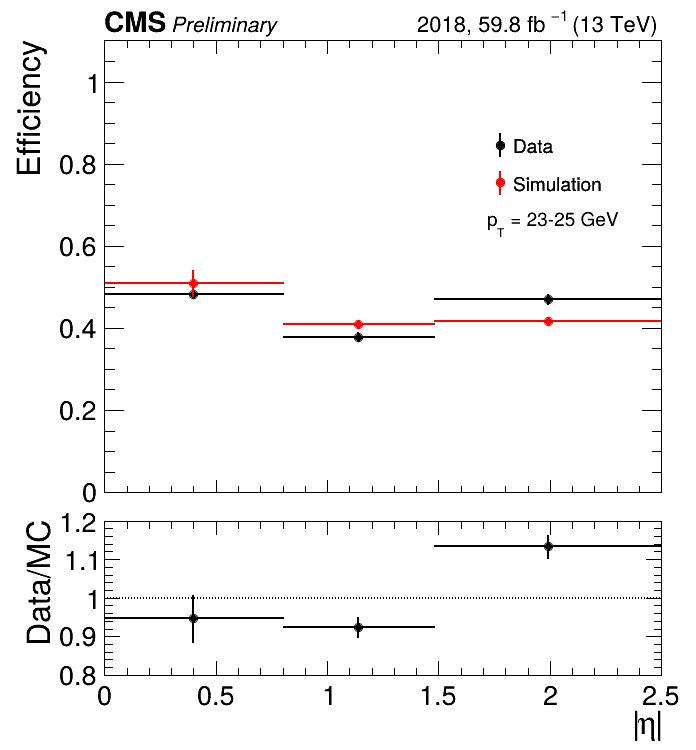 CMS Preliminary 2018, 59.8 fb⁻¹ (13 TeV)
Efficiency
1
0.8
0.6
0.4
0.2
0
Data
Simulation
p_T = 23-25 GeV
Data/MC
1.2
1.1
1
0.9
0.8
0 0.5 1 1.5 2 2.5
|η|